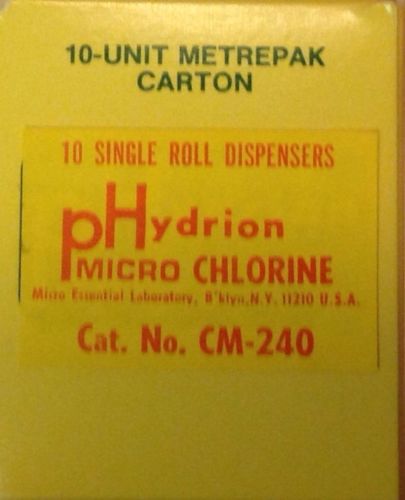 10-UNIT METREPAK
CARTON
10 SINGLE ROLL DISPENSERS
pHydrion
MICRO CHLORINE
Micro Essential Laboratory, B'klyn, N.Y. 11210 U.S.A.
Cat. No. CM-240